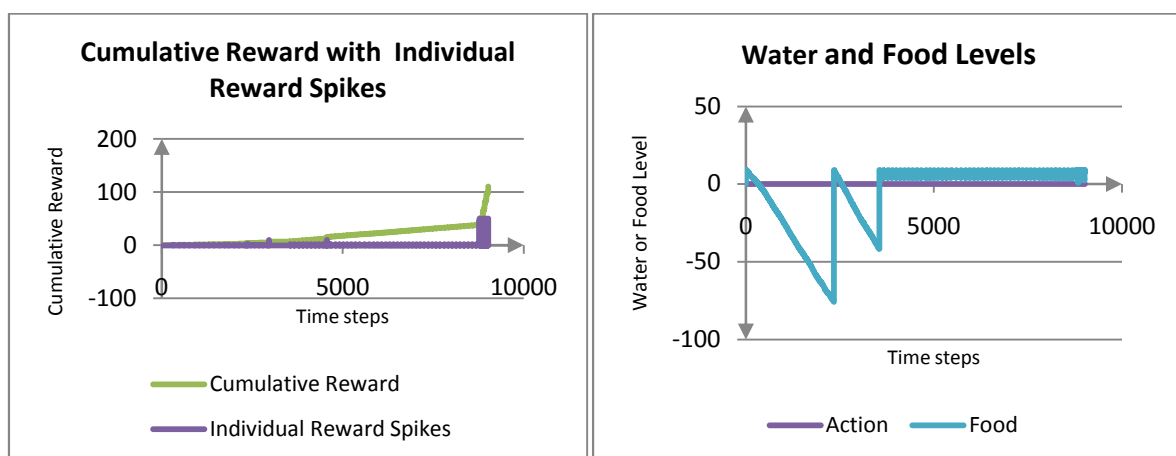 Cumulative Reward with Individual
Reward Spikes
Cumulative Reward
200
100
0
-100
0
5000
10000
Time steps
Cumulative Reward
Individual Reward Spikes
Water and Food Levels
Water or Food Level
50
0
-50
-100
0
5000
10000
Time steps
Action
Food